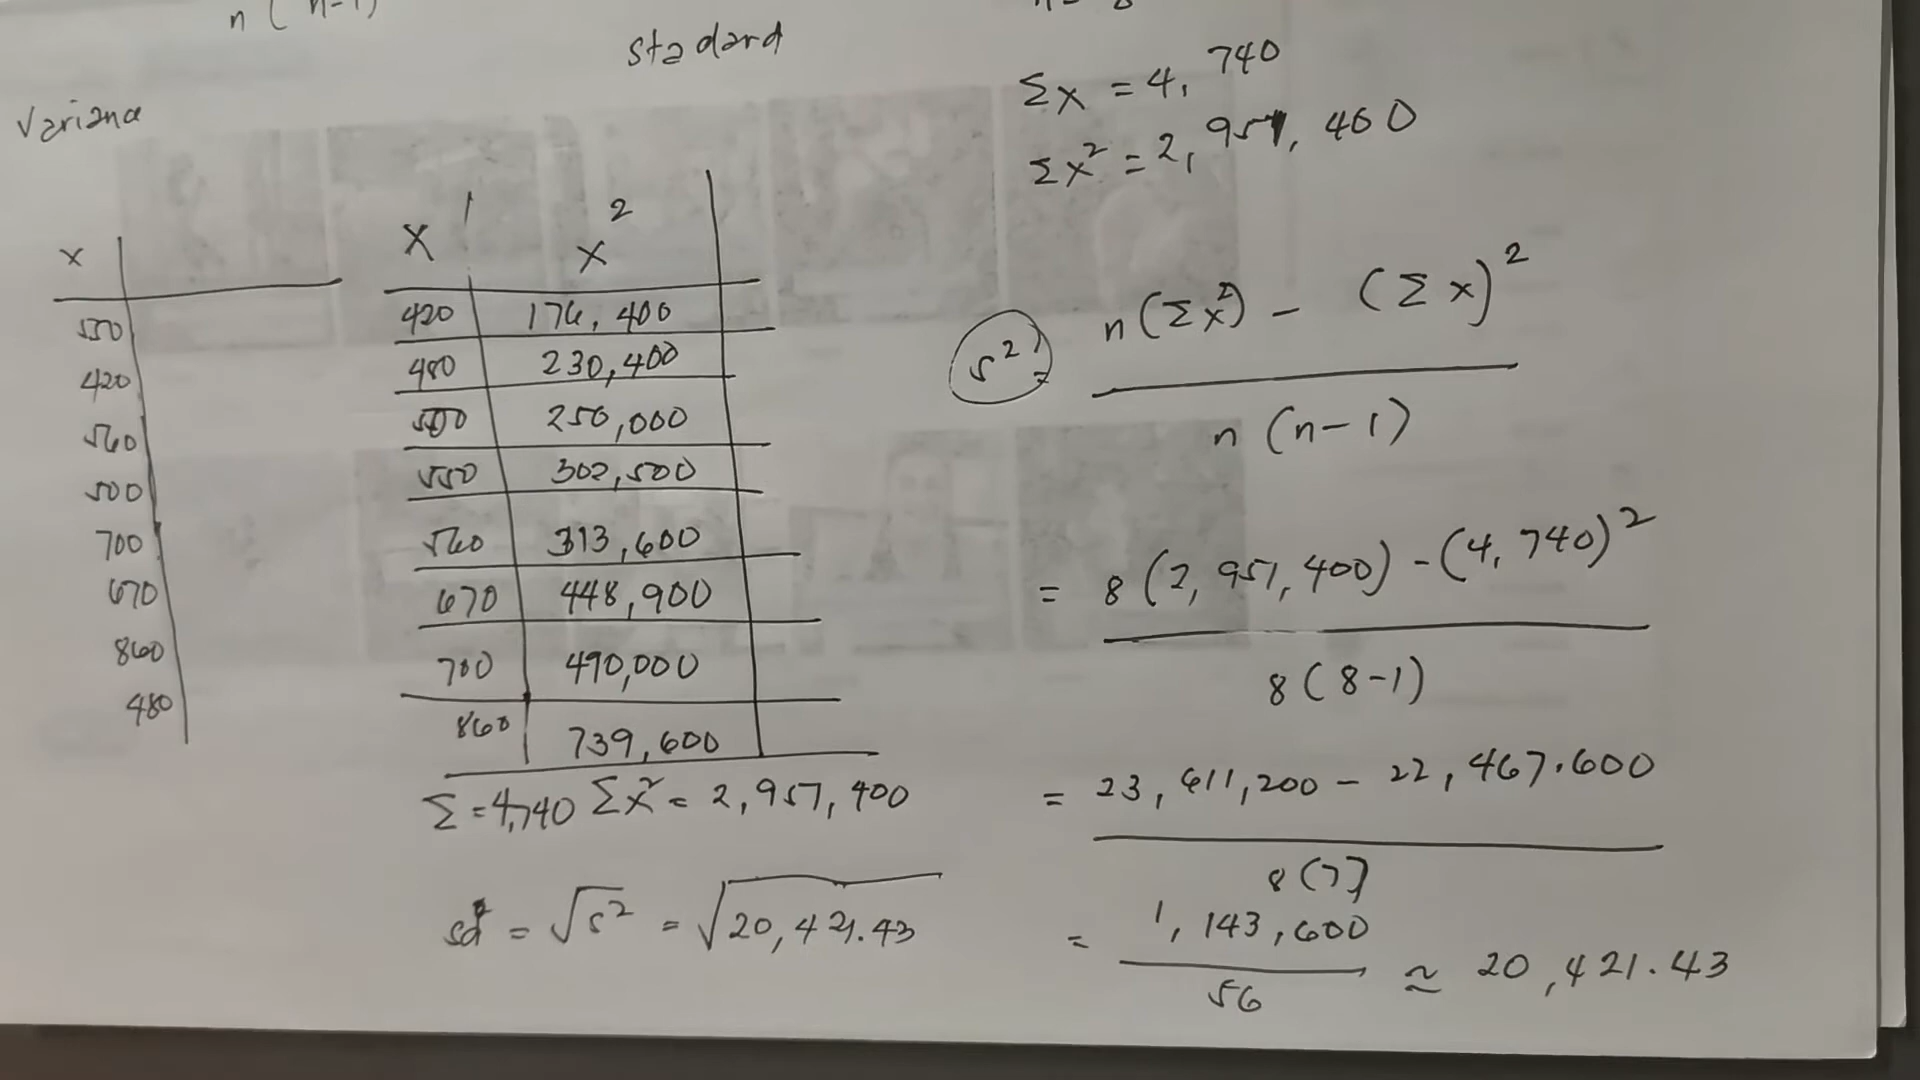 n ( n-1)
stadard
Σx = 4,740
Σx² = 2,957,400
x
550
420
560
500
700
670
860
480
x x²
420 176,400
480 230,400
500 250,000
550 302,500
560 313,600
670 448,900
700 490,000
860 739,600
Σ = 4,740 Σx² = 2,951,400
sd = √s² = √20,421.43
s² = n(Σx²) - (Σx)²
n (n-1)
= 8 (2,951,400) - (4,740)²
8 (8-1)
= 23,611,200 - 22,467.600
8 (7)
= 1,143,600
56
≃ 20,421.43